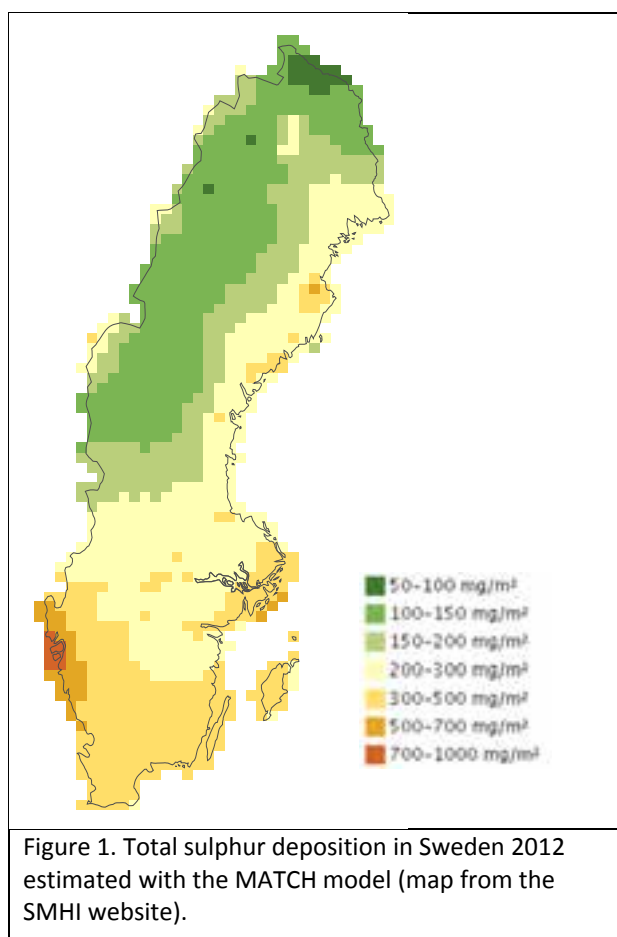 50-100 mg/m²
100-150 mg/m²
150-200 mg/m²
200-300 mg/m²
300-500 mg/m²
500-700 mg/m²
700-1000 mg/m²
Figure 1. Total sulphur deposition in Sweden 2012
estimated with the MATCH model (map from the
SMHI website).